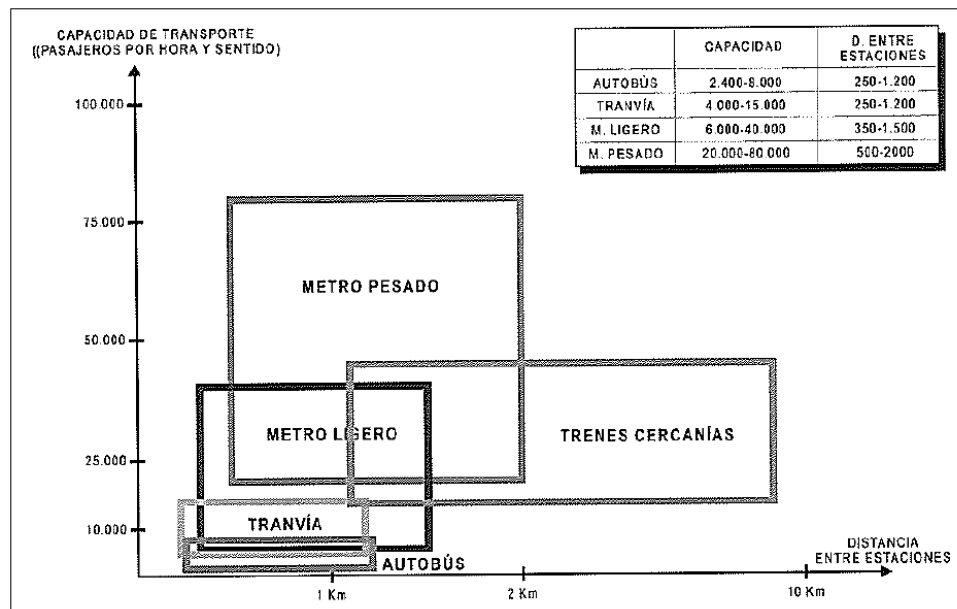 CAPACIDAD DE TRANSPORTE
((PASAJEROS POR HORA Y SENTIDO)
100.000
75.000
50.000
25.000
10.000
CAPACIDAD D. ENTRE ESTACIONES
AUTOBÚS 2.400-8.000 250-1.200
TRANVÍA 4.000-15.000 250-1.200
M. LIGERO 6.000-40.000 350-1.500
M. PESADO 20.000-80.000 500-2000
METRO PESADO
METRO LIGERO
TRENES CERCANÍAS
TRANVÍA
AUTOBÚS
DISTANCIA
ENTRE ESTACIONES
1 Km
2 Km
10 Km